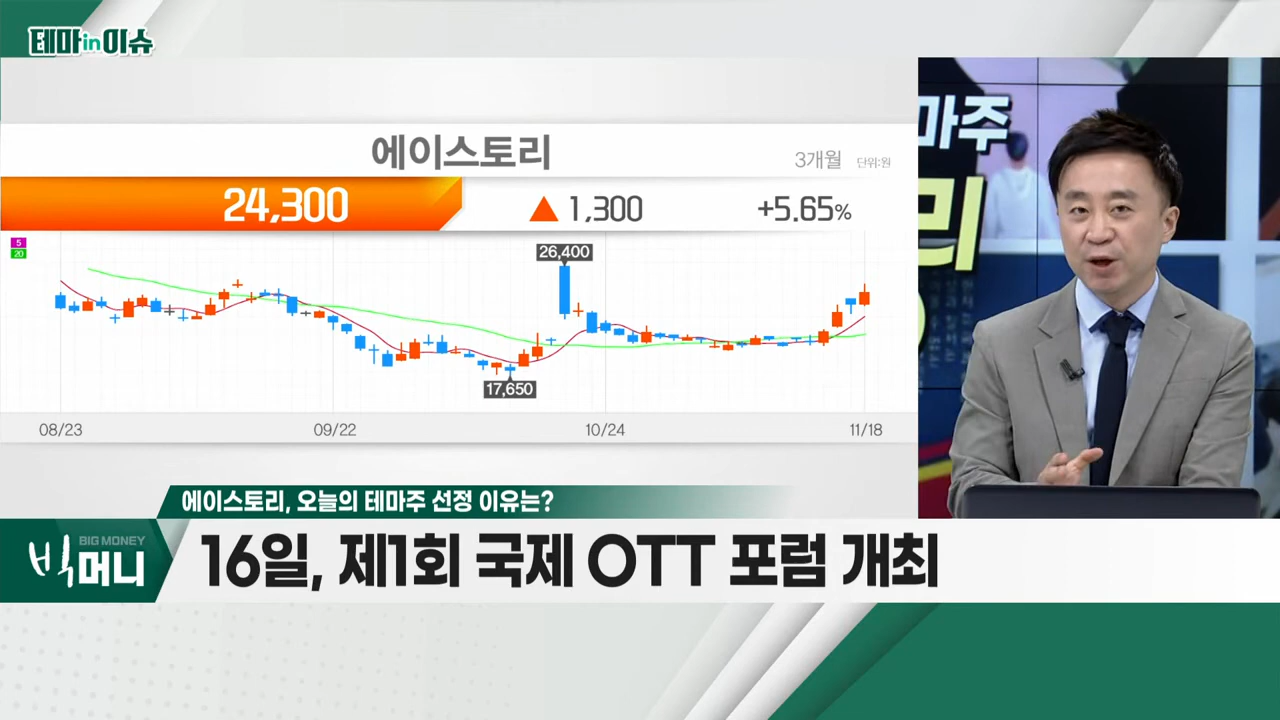 테마in이슈
에이스토리
3개월 단위:원
24,300 ▲ 1,300 +5.65%
5
20
26,400
17,650
08/23 09/22 10/24 11/18
마주
리
에이스토리, 오늘의 테마주 선정 이유는?
BIG MONEY
빅머니
16일, 제1회 국제 OTT 포럼 개최